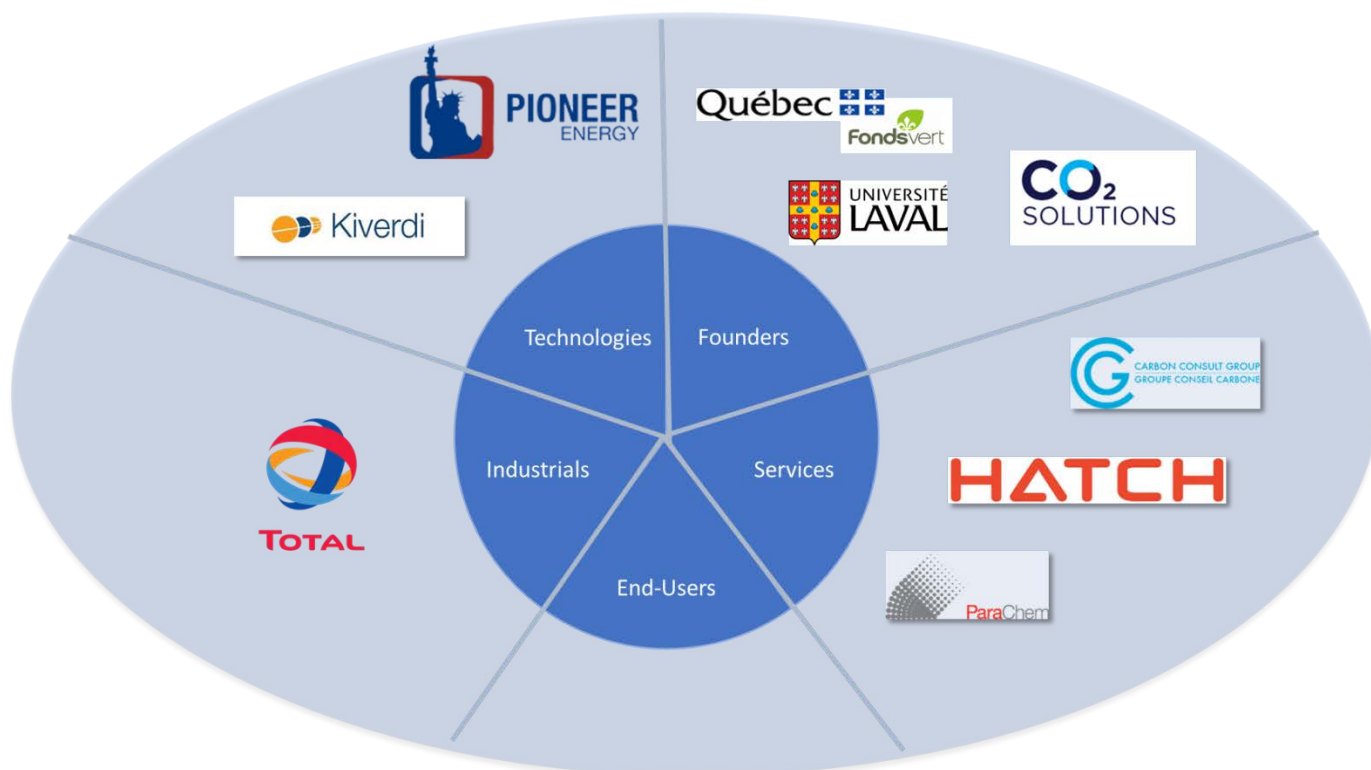 PIONEER
ENERGY
Québec
Fondsvert
Kiverdi
UNIVERSITÉ
LAVAL
CO2
SOLUTIONS
Technologies
Founders
CARBON CONSULT GROUP
GROUPE CONSEIL CARBONE
Industrials
Services
HATCH
TOTAL
End-Users
ParaChem